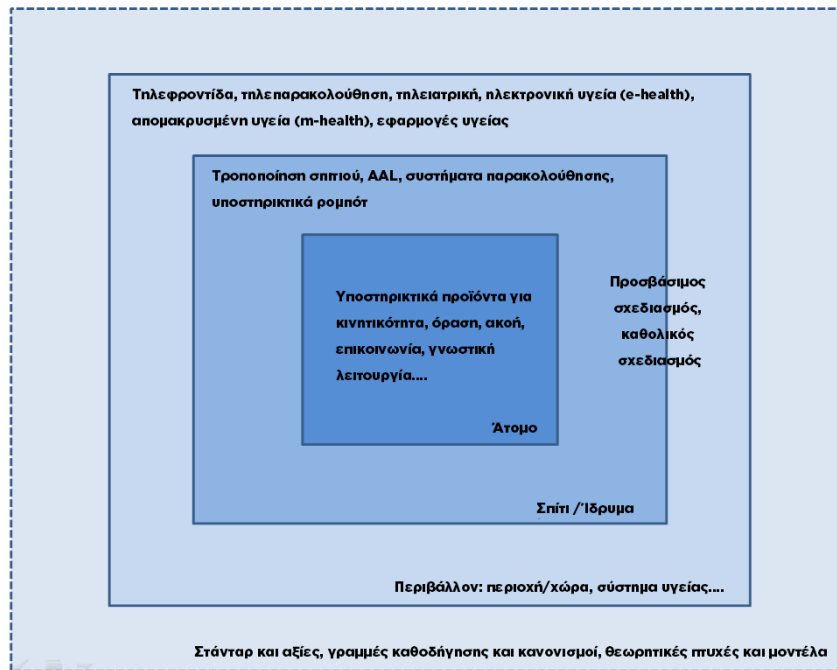 Τηλεφροντίδα, τηλεπαρακολούθηση, τηλειατρική, ηλεκτρονική υγεία (e-health),
απομακρυσμένη υγεία (m-health), εφαρμογές υγείας
Τροποποίηση σπιτιού, AAL, συστήματα παρακολούθησης,
υποστηρικτικά ρομπότ
Υποστηρικτικά προϊόντα για
κινητικότητα, όραση, ακοή,
επικοινωνία, γνωστική
λειτουργία....
Άτομο
Προσβάσιμος
σχεδιασμός,
καθολικός
σχεδιασμός
Σπίτι /Ίδρυμα
Περιβάλλον: περιοχή/χώρα, σύστημα υγείας....
Στάνταρ και αξίες, γραμμές καθοδήγησης και κανονισμοί, θεωρητικές πτυχές και μοντέλα